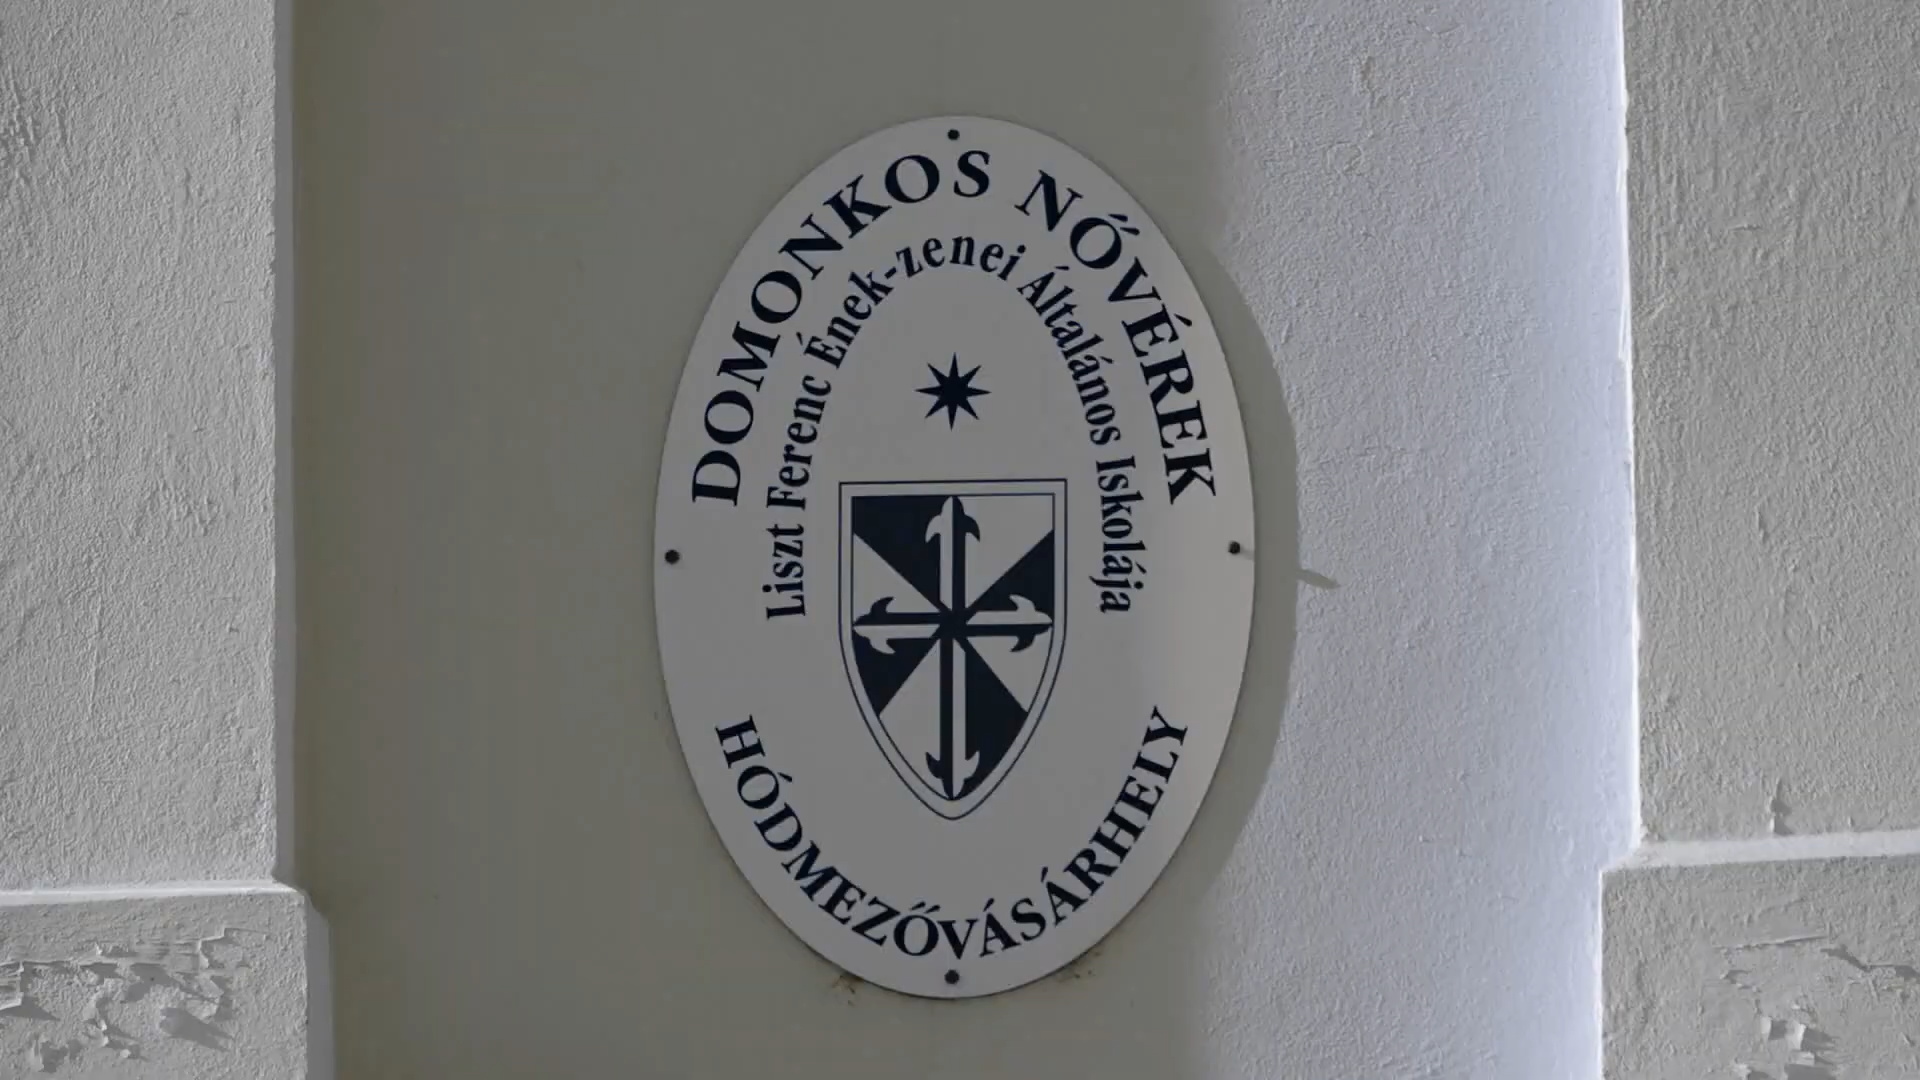 DOMONKOS NŐVÉREK
Liszt Ferenc Ének-zenei Általános Iskolája
HÓDMEZŐVÁSÁRHELY